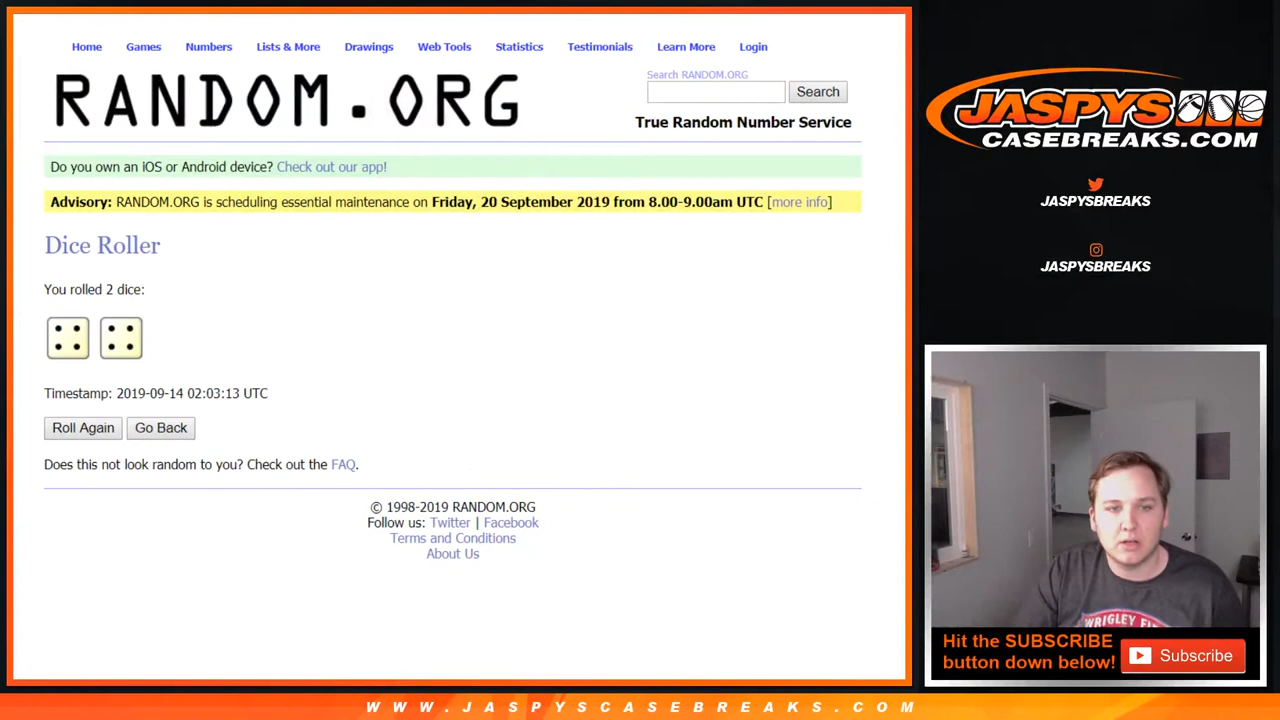 Home Games Numbers Lists & More Drawings Web Tools Statistics Testimonials Learn More Login
RANDOM.ORG
Search RANDOM.ORG
Search
True Random Number Service
Do you own an iOS or Android device? Check out our app!
Advisory: RANDOM.ORG is scheduling essential maintenance on Friday, 20 September 2019 from 8.00-9.00am UTC [more info]
Dice Roller
You rolled 2 dice:
Timestamp: 2019-09-14 02:03:13 UTC
Roll Again Go Back
Does this not look random to you? Check out the FAQ.
© 1998-2019 RANDOM.ORG
Follow us: Twitter | Facebook
Terms and Conditions
About Us
JASPYS
CASEBREAKS.COM
JASPYSBREAKS
JASPYSBREAKS
Hit the SUBSCRIBE
button down below!
Subscribe
WWW.JASPYSCASEBREAKS.COM